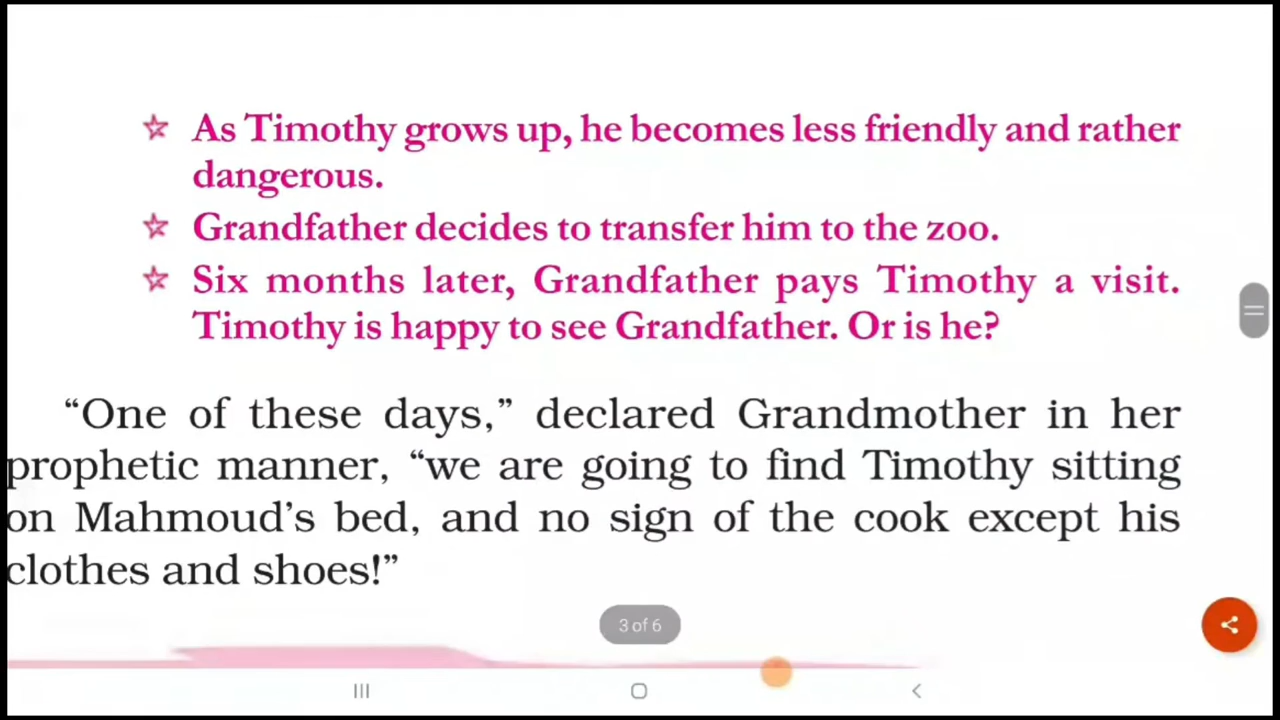 ☆ As Timothy grows up, he becomes less friendly and rather
dangerous.
☆ Grandfather decides to transfer him to the zoo.
☆ Six months later, Grandfather pays Timothy a visit.
Timothy is happy to see Grandfather. Or is he?
“One of these days,” declared Grandmother in her
prophetic manner, “we are going to find Timothy sitting
on Mahmoud’s bed, and no sign of the cook except his
clothes and shoes!”
3 of 6